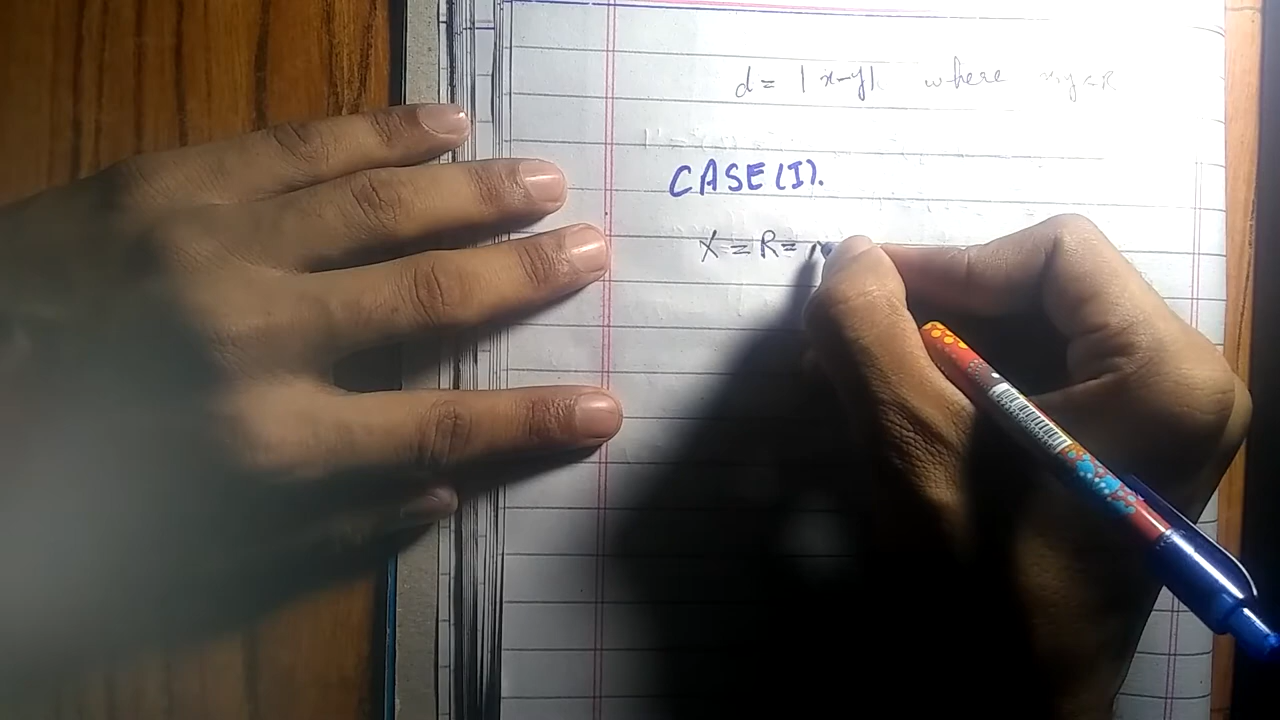 d = |x-y| where x,y ∈ R
CASE (I).
X = R =